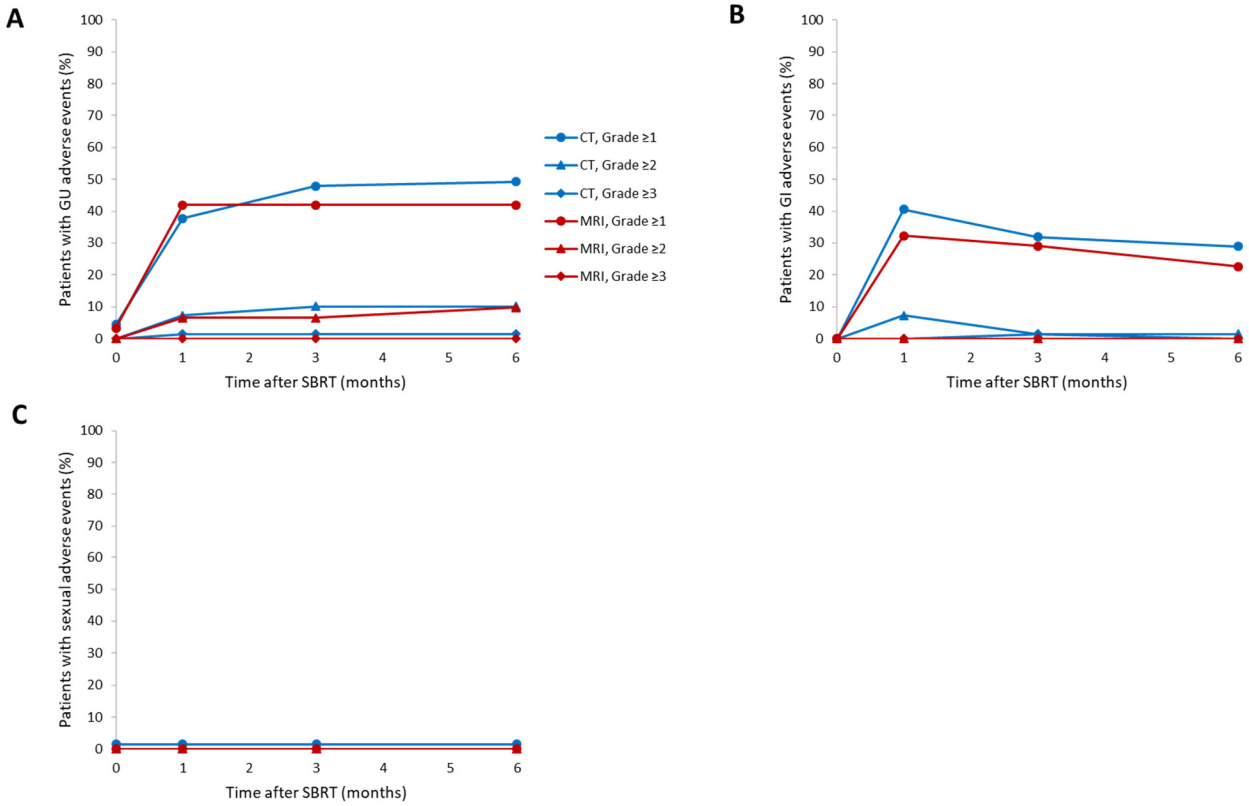 A
Patients with GU adverse events (%)
100
90
80
70
60
50
40
30
20
10
0
0 1 2 3 4 5 6
Time after SBRT (months)
CT, Grade ≥1
CT, Grade ≥2
CT, Grade ≥3
MRI, Grade ≥1
MRI, Grade ≥2
MRI, Grade ≥3
B
Patients with GI adverse events (%)
100
90
80
70
60
50
40
30
20
10
0
0 1 2 3 4 5 6
Time after SBRT (months)
C
Patients with sexual adverse events (%)
100
90
80
70
60
50
40
30
20
10
0
0 1 2 3 4 5 6
Time after SBRT (months)